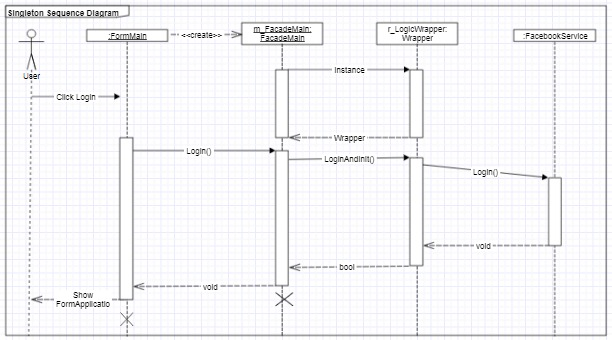 Singleton Sequence Diagram
:FormMain
<<create>>
m_FacadeMain:
FacadeMain
r_LogicWrapper:
Wrapper
:FacebookService
User
Instance
Click Login
Wrapper
Login()
LoginAndInit()
Login()
void
bool
void
Show
FormApplicatio